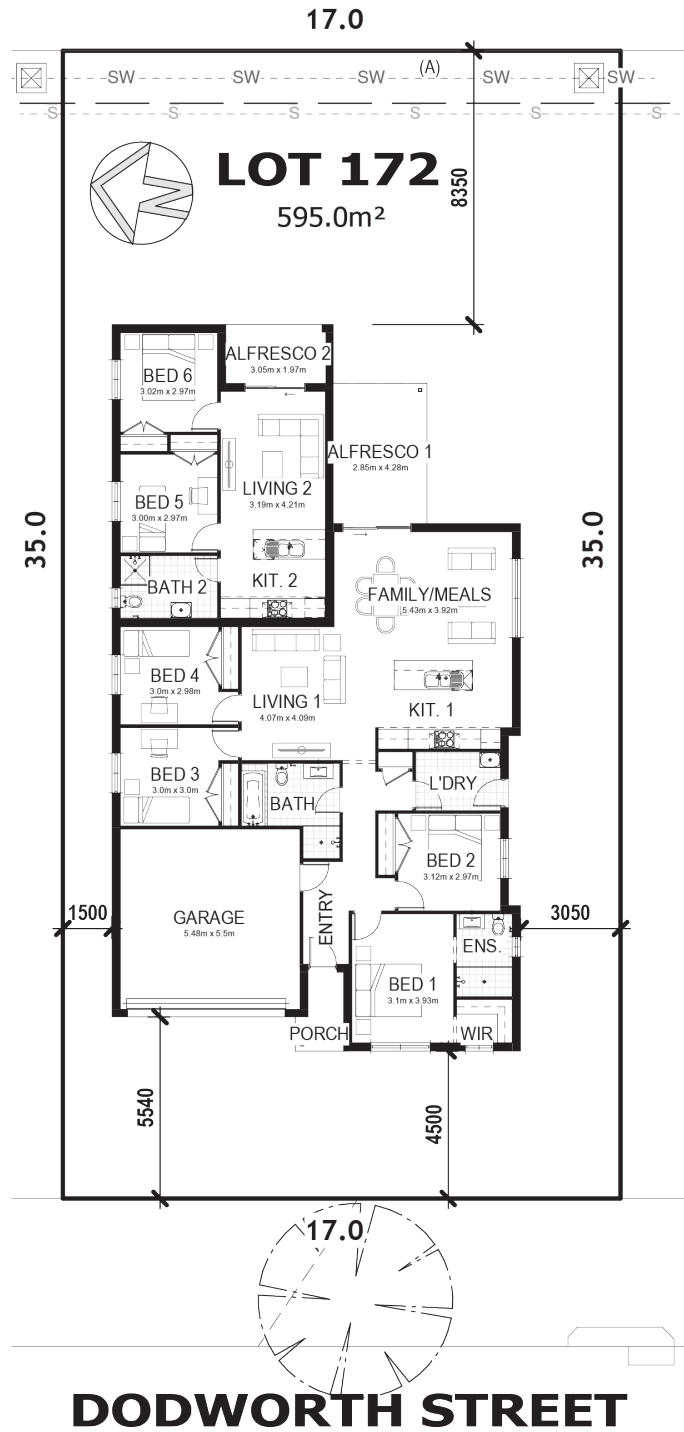 17.0
(A)
SW SW SW SW SW
S S S S S S
LOT 172
595.0m²
8350
ALFRESCO 2
3.05m x 1.97m
BED 6
3.02m x 2.97m
ALFRESCO 1
2.85m x 4.28m
LIVING 2
3.19m x 4.21m
BED 5
3.00m x 2.97m
35.0
35.0
KIT. 2
BATH 2
FAMILY/MEALS
5.43m x 3.92m
BED 4
3.0m x 2.98m
LIVING 1
4.07m x 4.09m
KIT. 1
BED 3
3.0m x 3.0m
L'DRY
BATH
BED 2
3.12m x 2.97m
1500
GARAGE
5.48m x 5.5m
ENTRY
3050
ENS.
BED 1
3.1m x 3.93m
PORCH
WIR
5540
4500
17.0
DODWORTH STREET